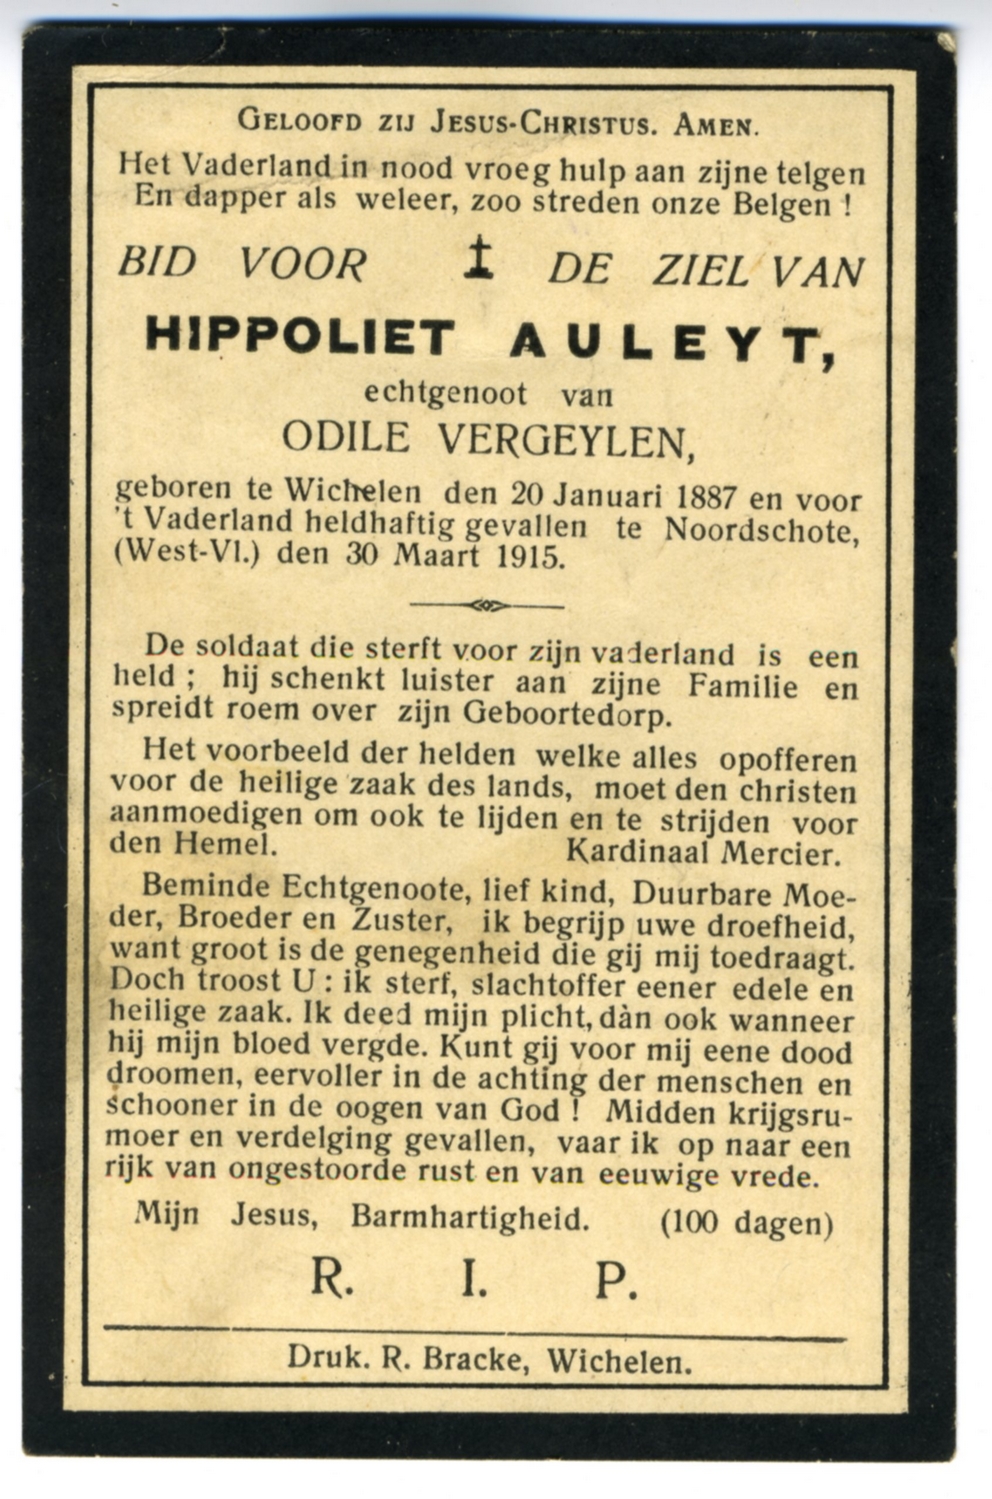 GELOOFD ZIJ JESUS-CHRISTUS. AMEN.
Het Vaderland in nood vroeg hulp aan zijne telgen
En dapper als weleer, zoo streden onze Belgen !
BID VOOR ✝ DE ZIEL VAN
HIPPOLIET AULEYT,
echtgenoot van
ODILE VERGEYLEN,
geboren te Wichelen den 20 Januari 1887 en voor
't Vaderland heldhaftig gevallen te Noordschote,
(West-Vl.) den 30 Maart 1915.
De soldaat die sterft voor zijn vaderland is een
held ; hij schenkt luister aan zijne Familie en
spreidt roem over zijn Geboortedorp.
Het voorbeeld der helden welke alles opofferen
voor de heilige zaak des lands, moet den christen
aanmoedigen om ook te lijden en te strijden voor
den Hemel. Kardinaal Mercier.
Beminde Echtgenoote, lief kind, Duurbare Moe-
der, Broeder en Zuster, ik begrijp uwe droefheid,
want groot is de genegenheid die gij mij toedraagt.
Doch troost U : ik sterf, slachtoffer eener edele en
heilige zaak. Ik deed mijn plicht, dàn ook wanneer
hij mijn bloed vergde. Kunt gij voor mij eene dood
droomen, eervoller in de achting der menschen en
schooner in de oogen van God ! Midden krijgsru-
moer en verdelging gevallen, vaar ik op naar een
rijk van ongestoorde rust en van eeuwige vrede.
Mijn Jesus, Barmhartigheid. (100 dagen)
R. I. P.
Druk. R. Bracke, Wichelen.